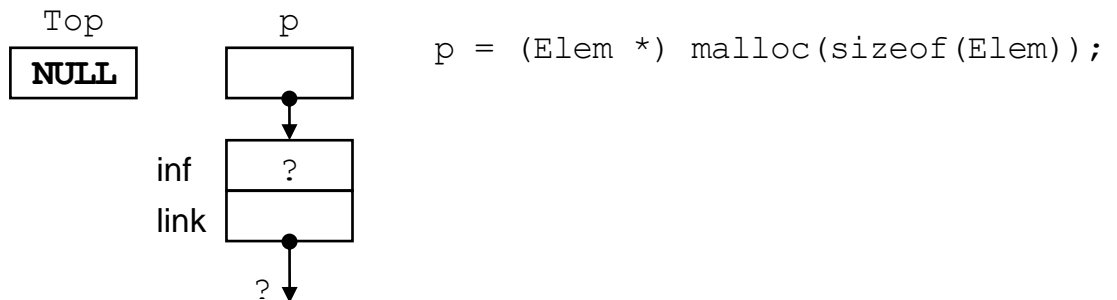 Top p
p = (Elem *) malloc(sizeof(Elem));
NULL
inf ?
link
?